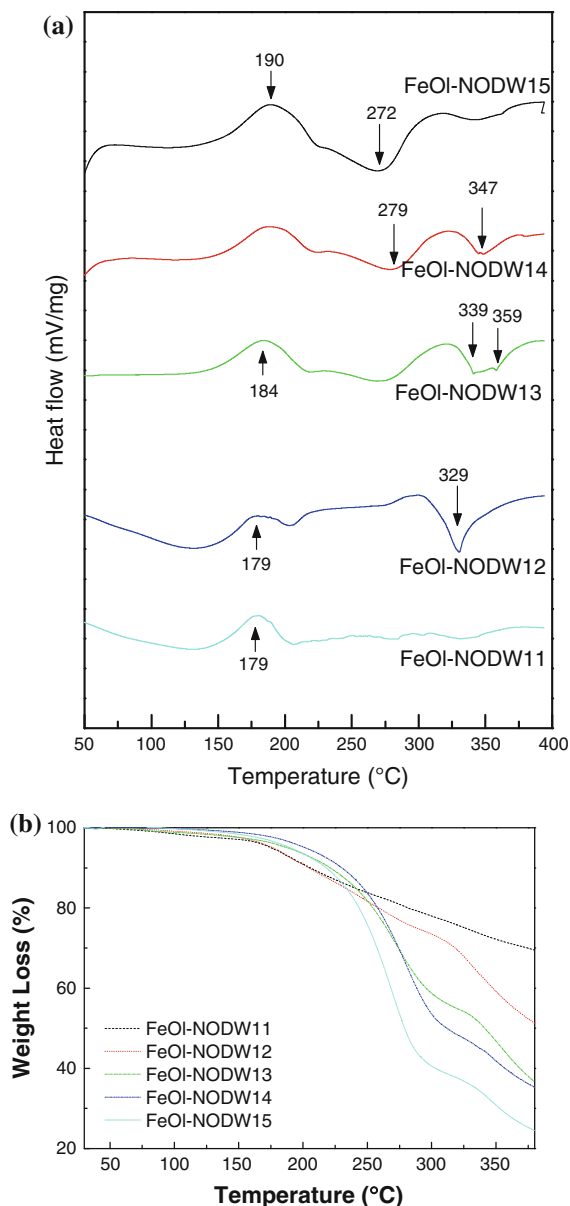 (a)
190
FeOl-NODW15
272
347
279
FeOl-NODW14
339 359
184
FeOl-NODW13
329
179
FeOl-NODW12
179
FeOl-NODW11
Heat flow (mV/mg)
50 100 150 200 250 300 350 400
Temperature (°C)
(b)
100
80
60
40
20
Weight Loss (%)
FeOl-NODW11
FeOl-NODW12
FeOl-NODW13
FeOl-NODW14
FeOl-NODW15
50 100 150 200 250 300 350
Temperature (°C)